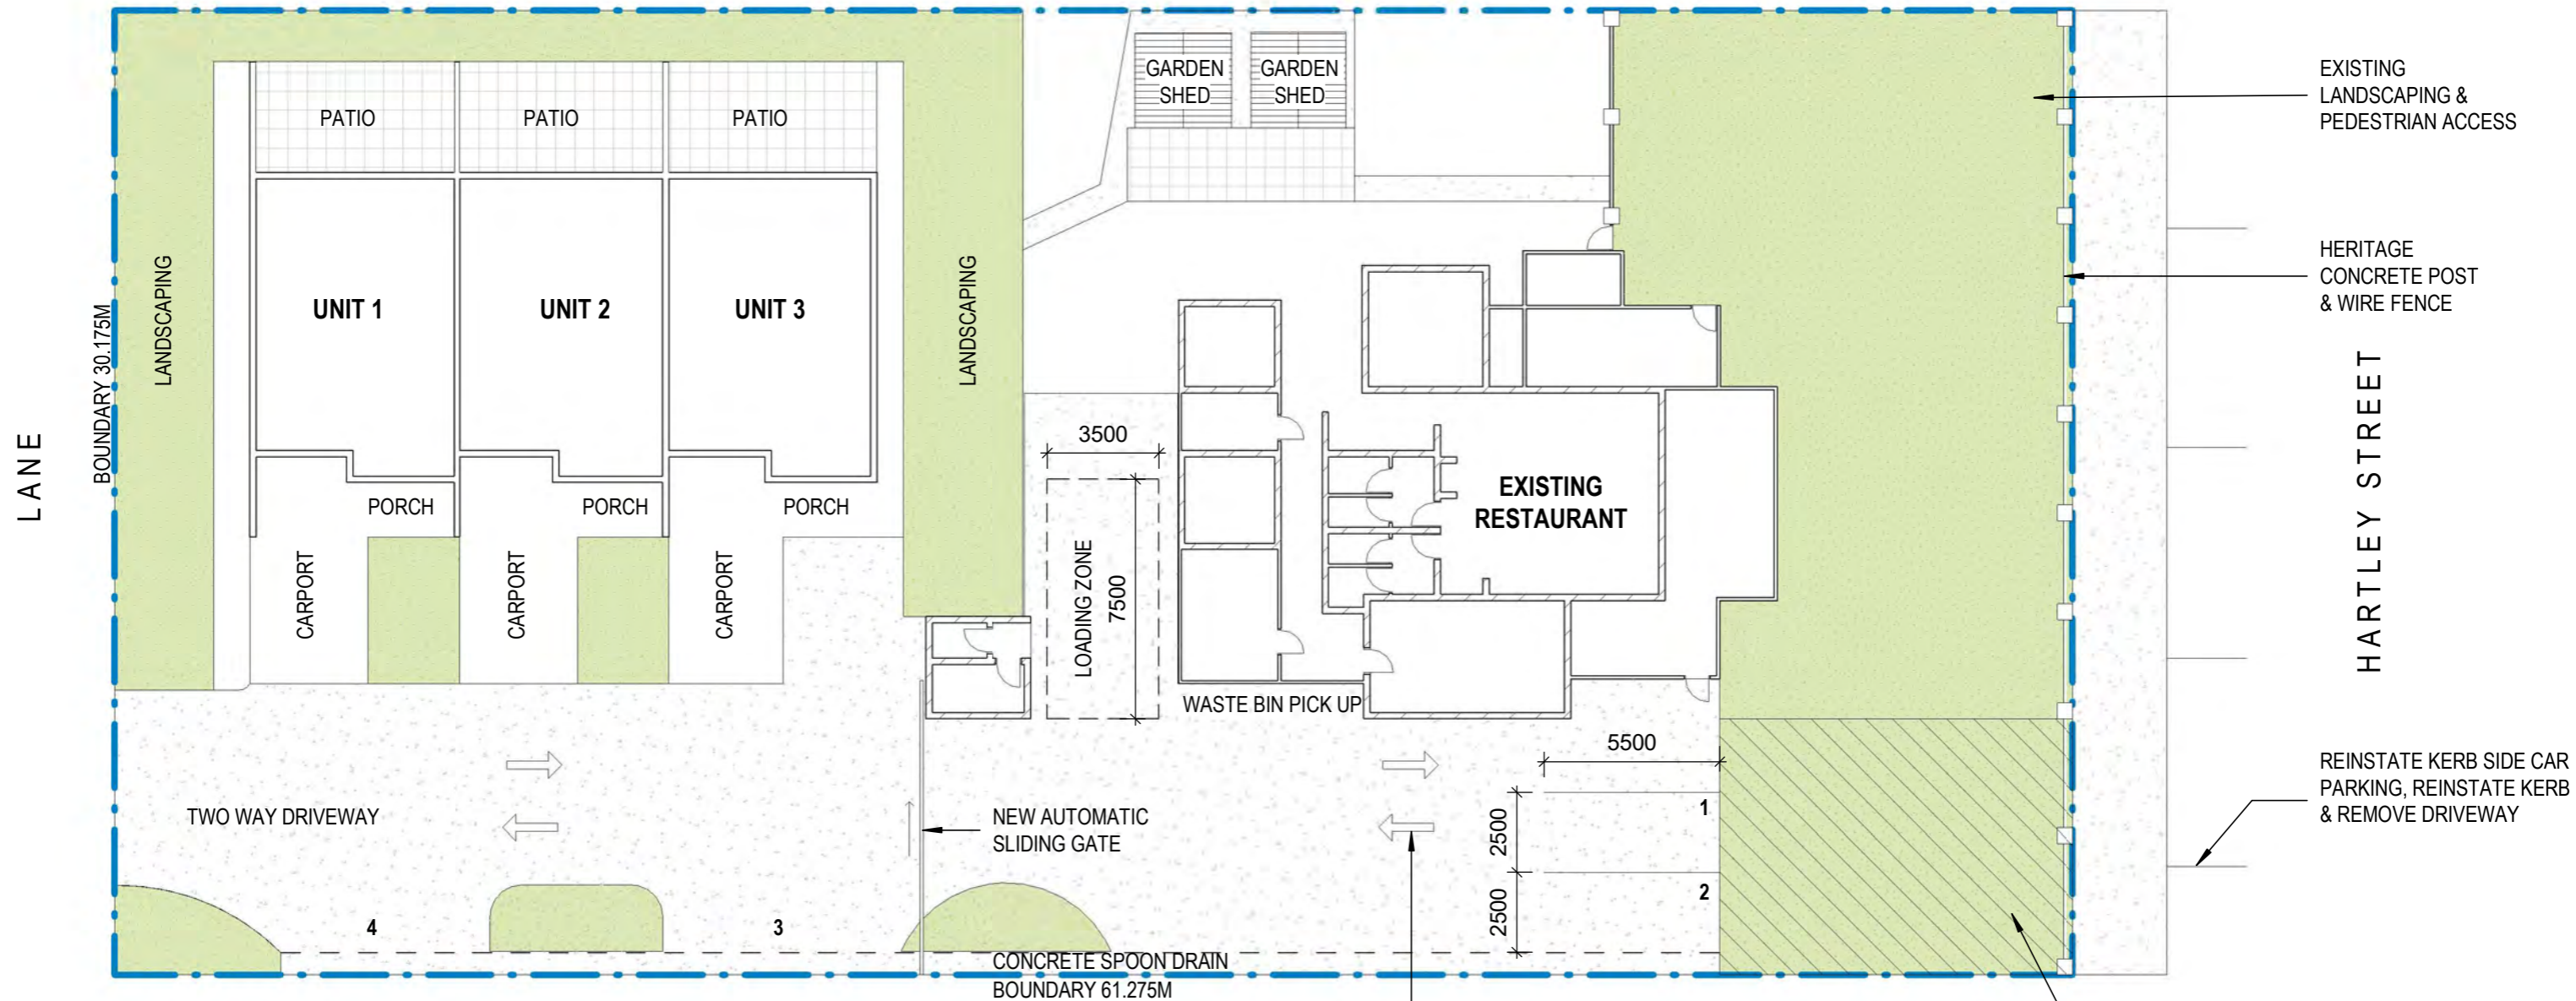 GARDEN
SHED
GARDEN
SHED
EXISTING
LANDSCAPING &
PEDESTRIAN ACCESS
PATIO
PATIO
PATIO
HERITAGE
CONCRETE POST
& WIRE FENCE
LANE
BOUNDARY 30.175M
LANDSCAPING
UNIT 1
UNIT 2
UNIT 3
LANDSCAPING
3500
7500
LOADING ZONE
EXISTING
RESTAURANT
HARTLEY STREET
PORCH
PORCH
PORCH
CARPORT
CARPORT
CARPORT
WASTE BIN PICK UP
5500
REINSTATE KERB SIDE CAR
PARKING, REINSTATE KERB
& REMOVE DRIVEWAY
TWO WAY DRIVEWAY
NEW AUTOMATIC
SLIDING GATE
2500
1
2500
2
4
3
CONCRETE SPOON DRAIN
BOUNDARY 61.275M